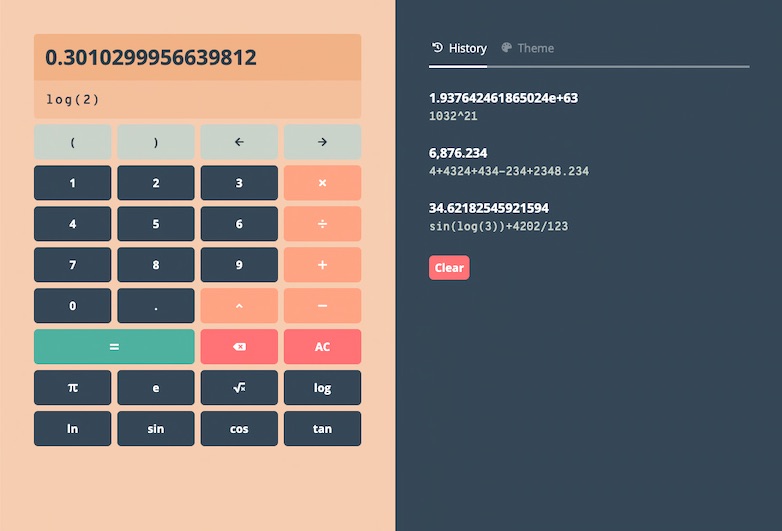 0.3010299956639812
log(2)
( ) ← →
1 2 3 ×
4 5 6 ÷
7 8 9 +
0 . ^ −
= AC
π e √x log
ln sin cos tan
History Theme
1.937642461865024e+63
1032^21
6,876.234
4+4324+434-234+2348.234
34.62182545921594
sin(log(3))+4202/123
Clear